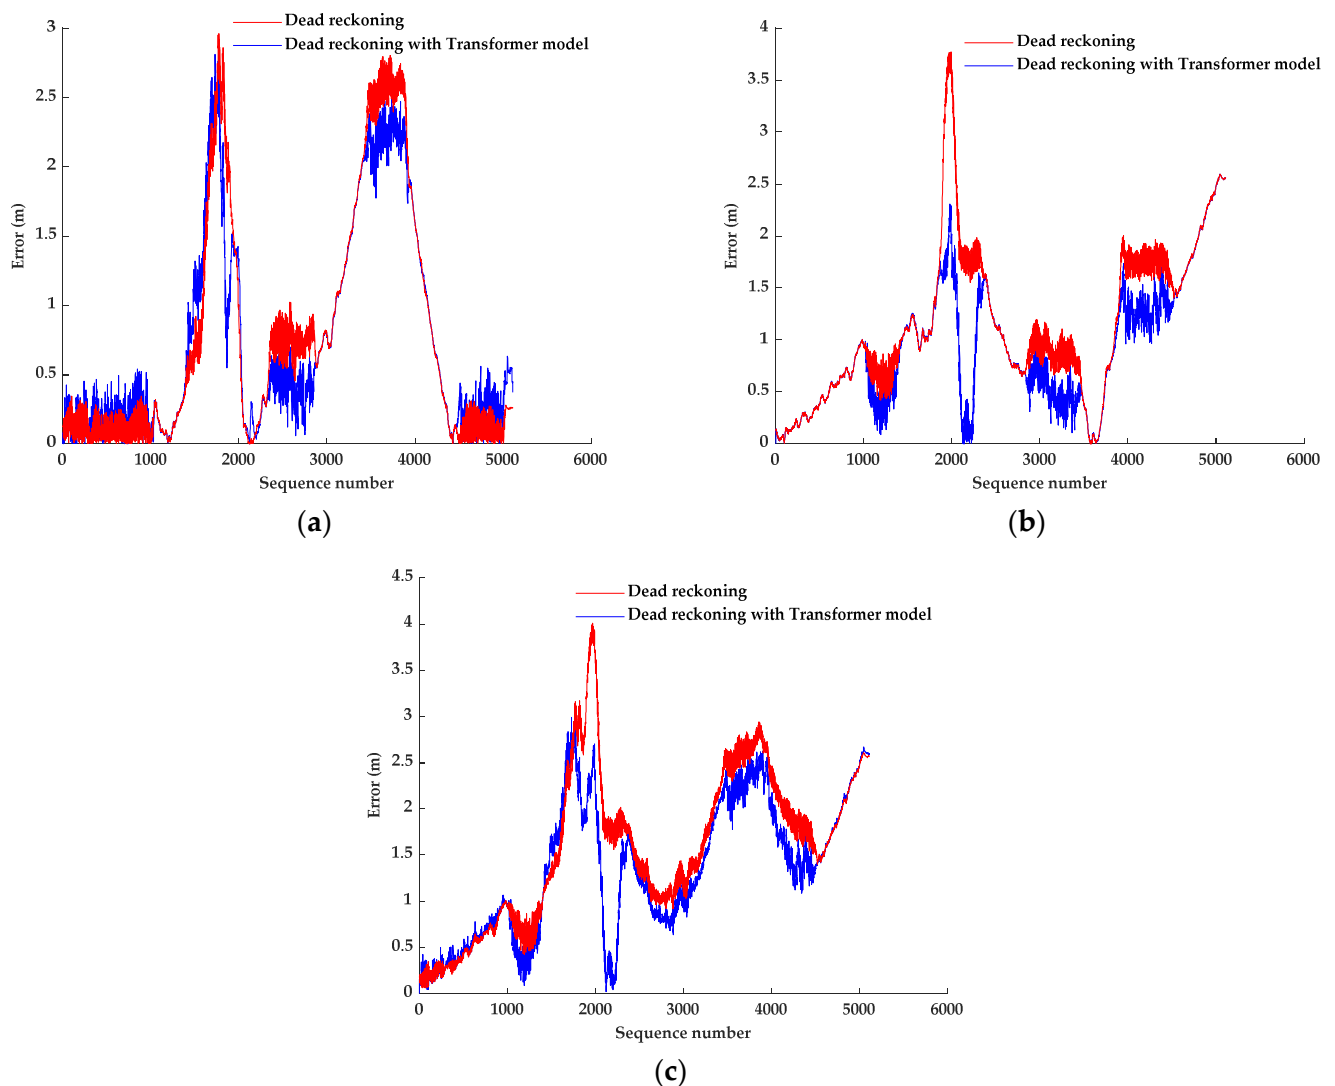 Dead reckoning
Dead reckoning with Transformer model
3
2.5
2
1.5
1
0.5
0
Error (m)
0 1000 2000 3000 4000 5000 6000
Sequence number
(a)
Dead reckoning
Dead reckoning with Transformer model
4
3.5
3
2.5
2
1.5
1
0.5
0
Error (m)
0 1000 2000 3000 4000 5000 6000
Sequence number
(b)
Dead reckoning
Dead reckoning with Transformer model
4.5
4
3.5
3
2.5
2
1.5
1
0.5
0
Error (m)
0 1000 2000 3000 4000 5000 6000
Sequence number
(c)